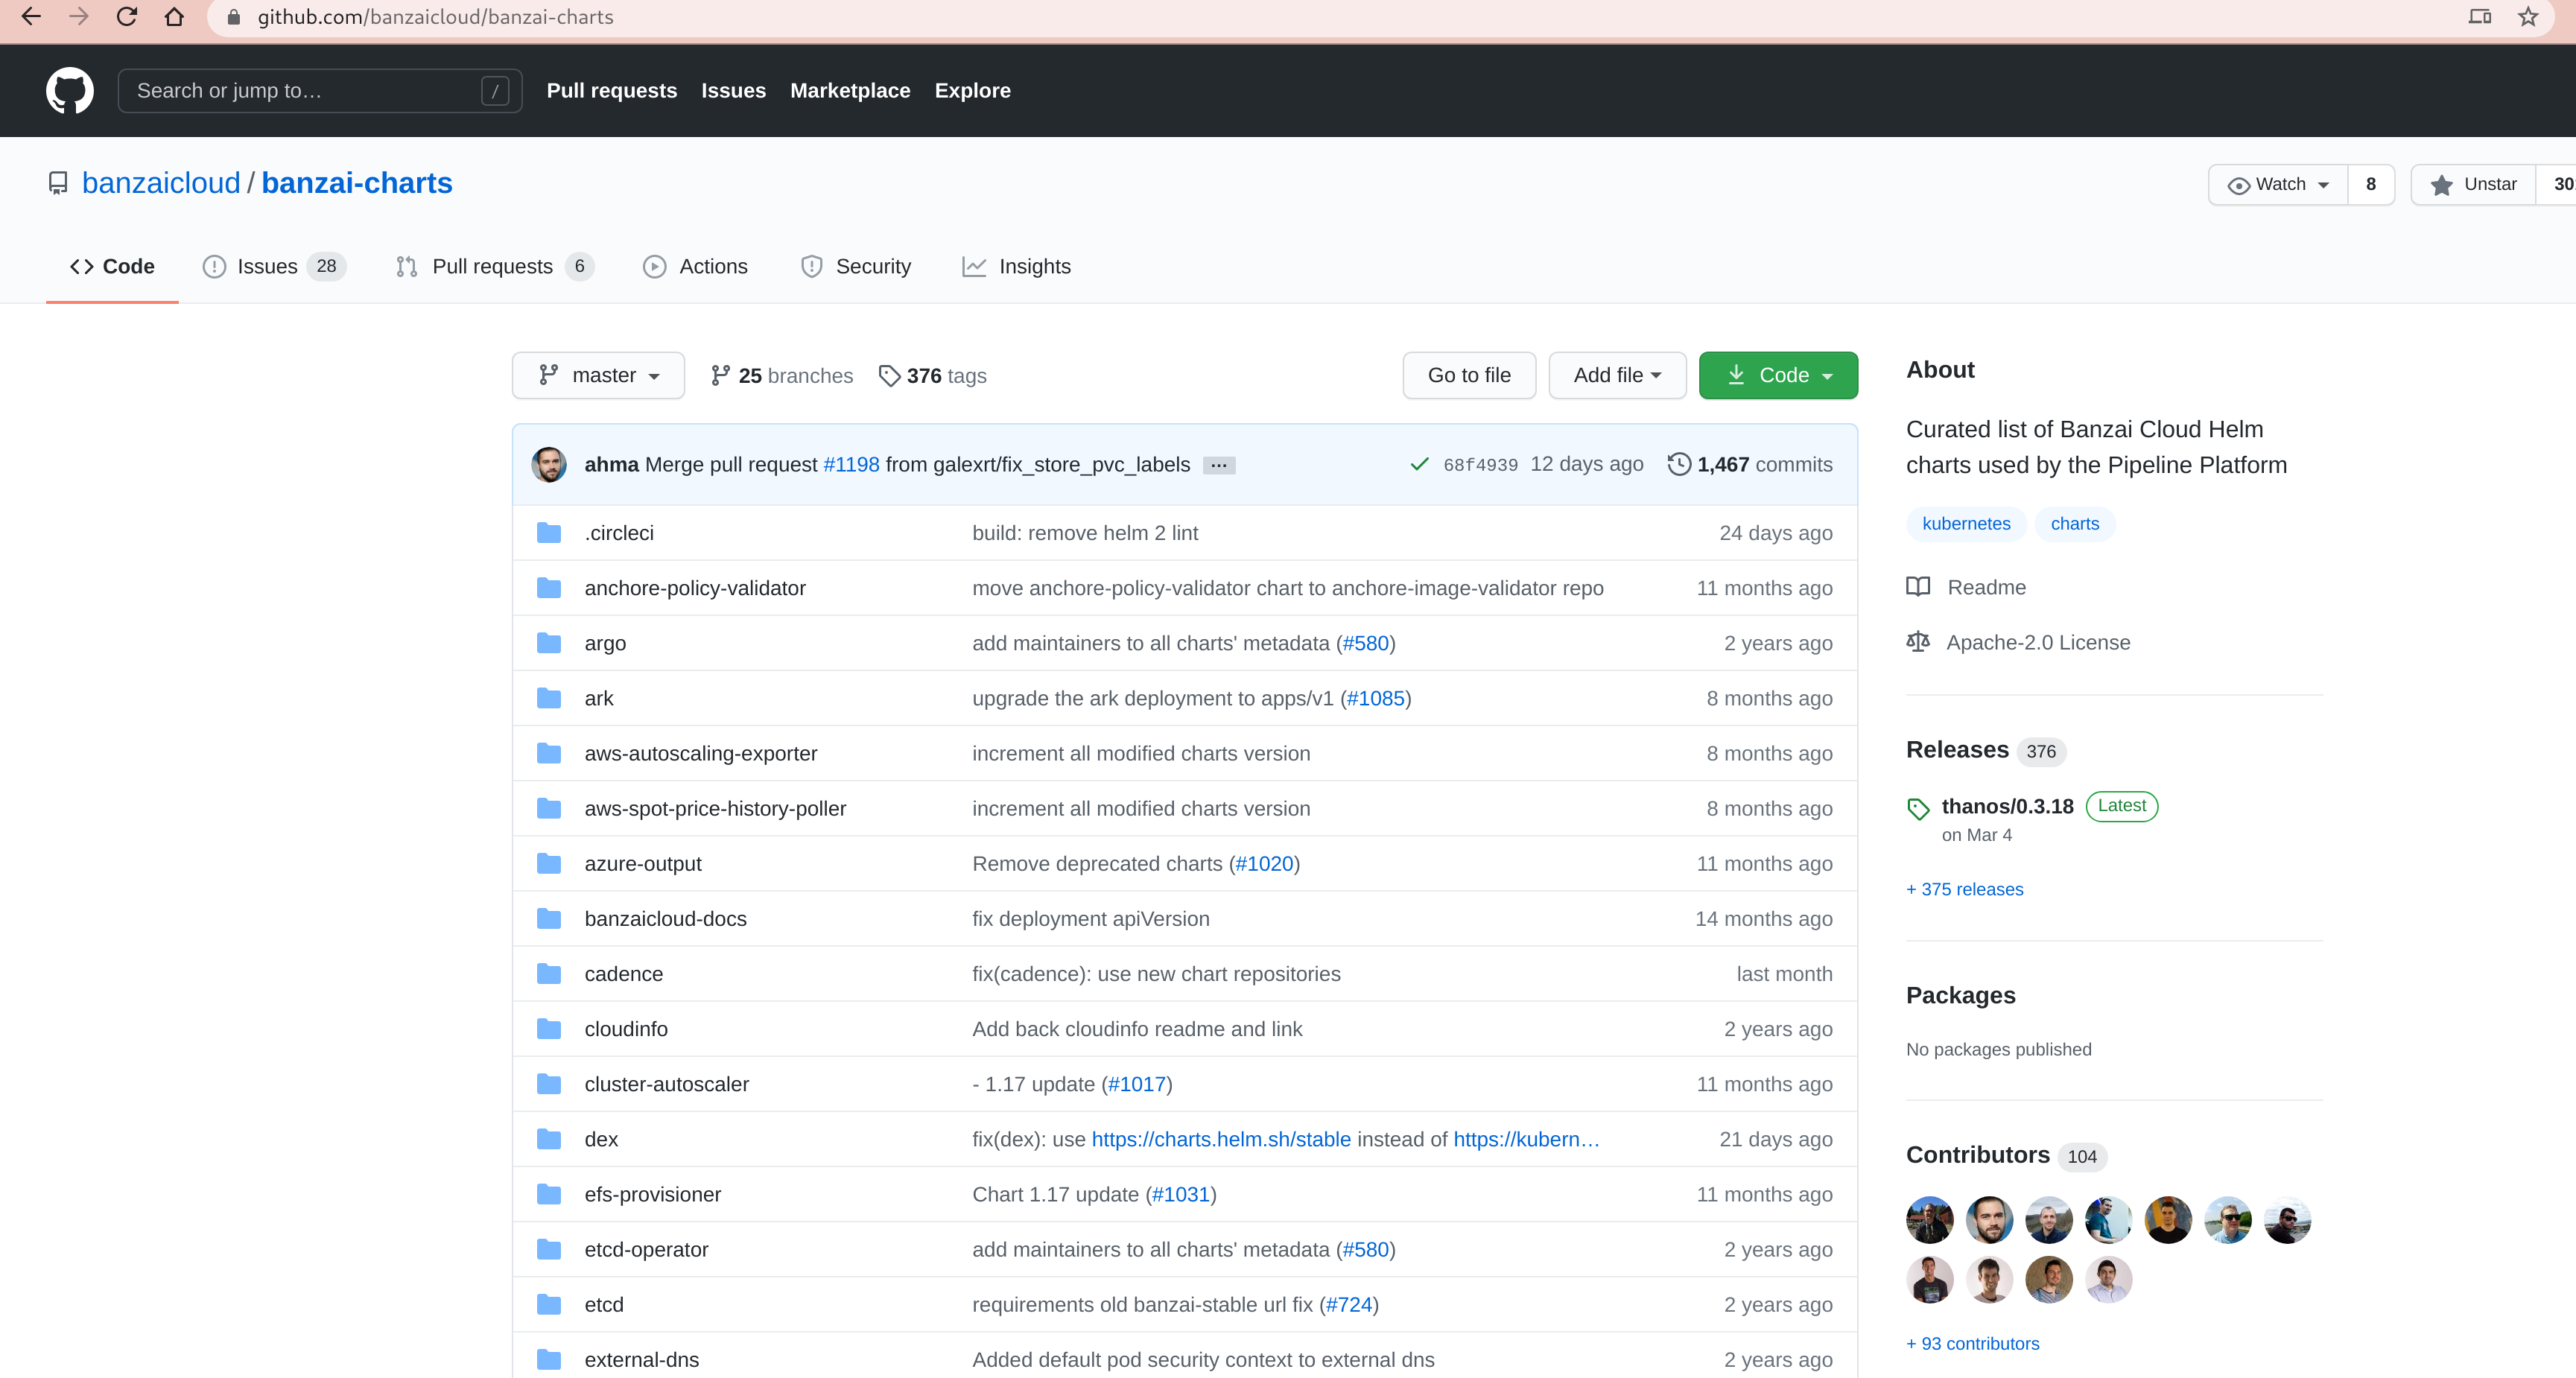 github.com/banzaicloud/banzai-charts
Search or jump to… /
Pull requests Issues Marketplace Explore
banzaicloud / banzai-charts
Watch 8 Unstar 30
Code Issues 28 Pull requests 6 Actions Security Insights
master 25 branches 376 tags Go to file Add file Code
ahma Merge pull request #1198 from galexrt/fix_store_pvc_labels ... 68f4939 12 days ago 1,467 commits
.circleci build: remove helm 2 lint 24 days ago
anchore-policy-validator move anchore-policy-validator chart to anchore-image-validator repo 11 months ago
argo add maintainers to all charts' metadata (#580) 2 years ago
ark upgrade the ark deployment to apps/v1 (#1085) 8 months ago
aws-autoscaling-exporter increment all modified charts version 8 months ago
aws-spot-price-history-poller increment all modified charts version 8 months ago
azure-output Remove deprecated charts (#1020) 11 months ago
banzaicloud-docs fix deployment apiVersion 14 months ago
cadence fix(cadence): use new chart repositories last month
cloudinfo Add back cloudinfo readme and link 2 years ago
cluster-autoscaler - 1.17 update (#1017) 11 months ago
dex fix(dex): use https://charts.helm.sh/stable instead of https://kubern… 21 days ago
efs-provisioner Chart 1.17 update (#1031) 11 months ago
etcd-operator add maintainers to all charts' metadata (#580) 2 years ago
etcd requirements old banzai-stable url fix (#724) 2 years ago
external-dns Added default pod security context to external dns 2 years ago
About
Curated list of Banzai Cloud Helm
charts used by the Pipeline Platform
kubernetes charts
Readme
Apache-2.0 License
Releases 376
thanos/0.3.18 Latest
on Mar 4
+ 375 releases
Packages
No packages published
Contributors 104
+ 93 contributors